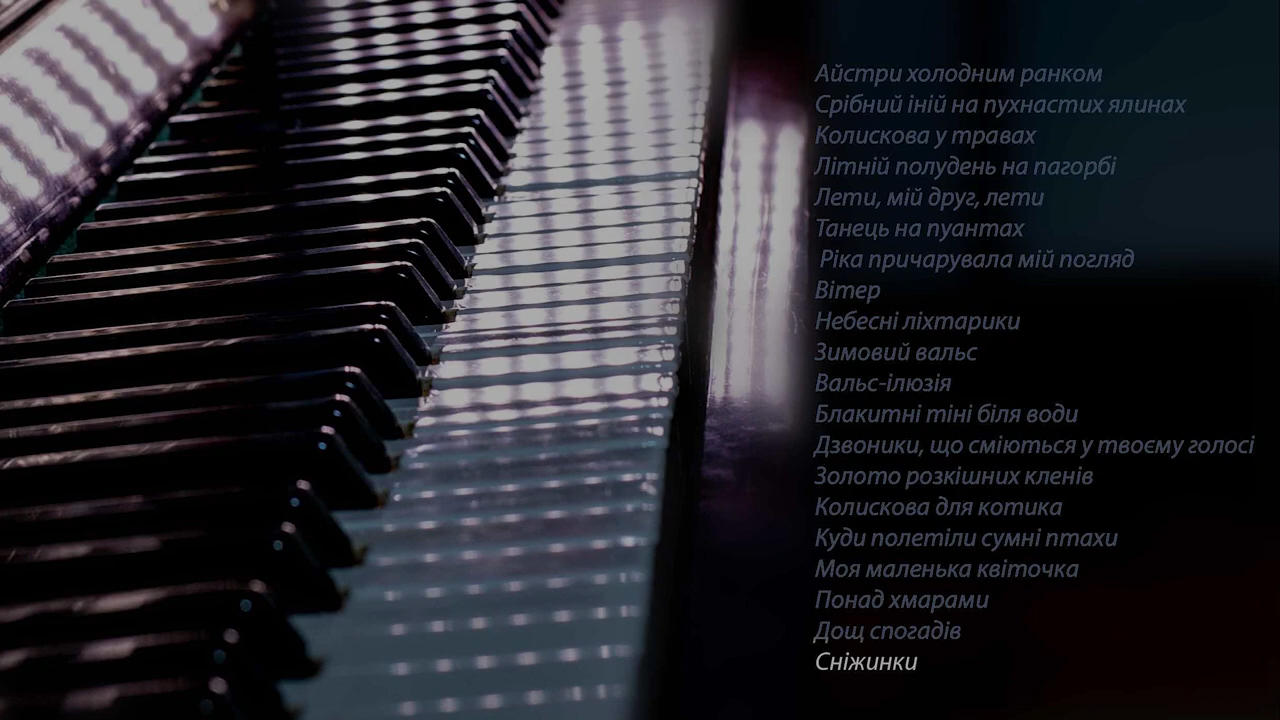 Айстри холодним ранком
Срібний іній на пухнастих ялинах
Колискова у травах
Літній полудень на пагорбі
Лети, мій друг, лети
Танець на пуантах
Ріка причарувала мій погляд
Вітер
Небесні ліхтарики
Зимовий вальс
Вальс-ілюзія
Блакитні тіні біля води
Дзвоники, що сміються у твоєму голосі
Золото розкішних кленів
Колискова для котика
Куди полетіли сумні птахи
Моя маленька квіточка
Понад хмарами
Дощ спогадів
Сніжинки